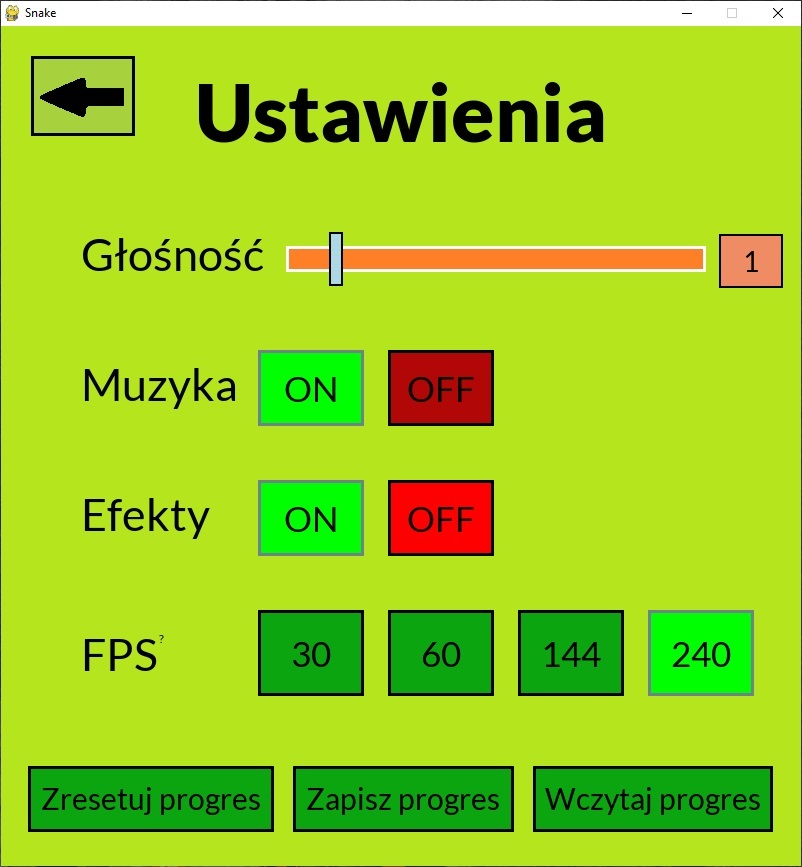 Snake
Ustawienia
Głośność 1
Muzyka ON OFF
Efekty ON OFF
FPS? 30 60 144 240
Zresetuj progres Zapisz progres Wczytaj progres